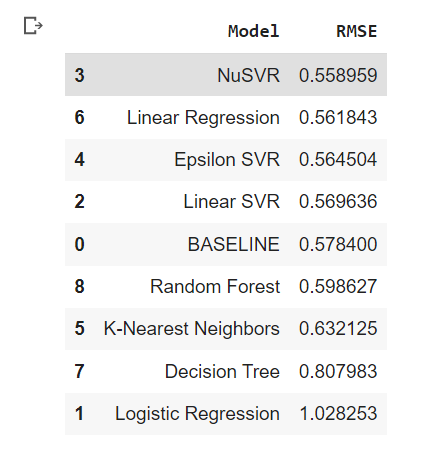 Model RMSE
3 NuSVR 0.558959
6 Linear Regression 0.561843
4 Epsilon SVR 0.564504
2 Linear SVR 0.569636
0 BASELINE 0.578400
8 Random Forest 0.598627
5 K-Nearest Neighbors 0.632125
7 Decision Tree 0.807983
1 Logistic Regression 1.028253